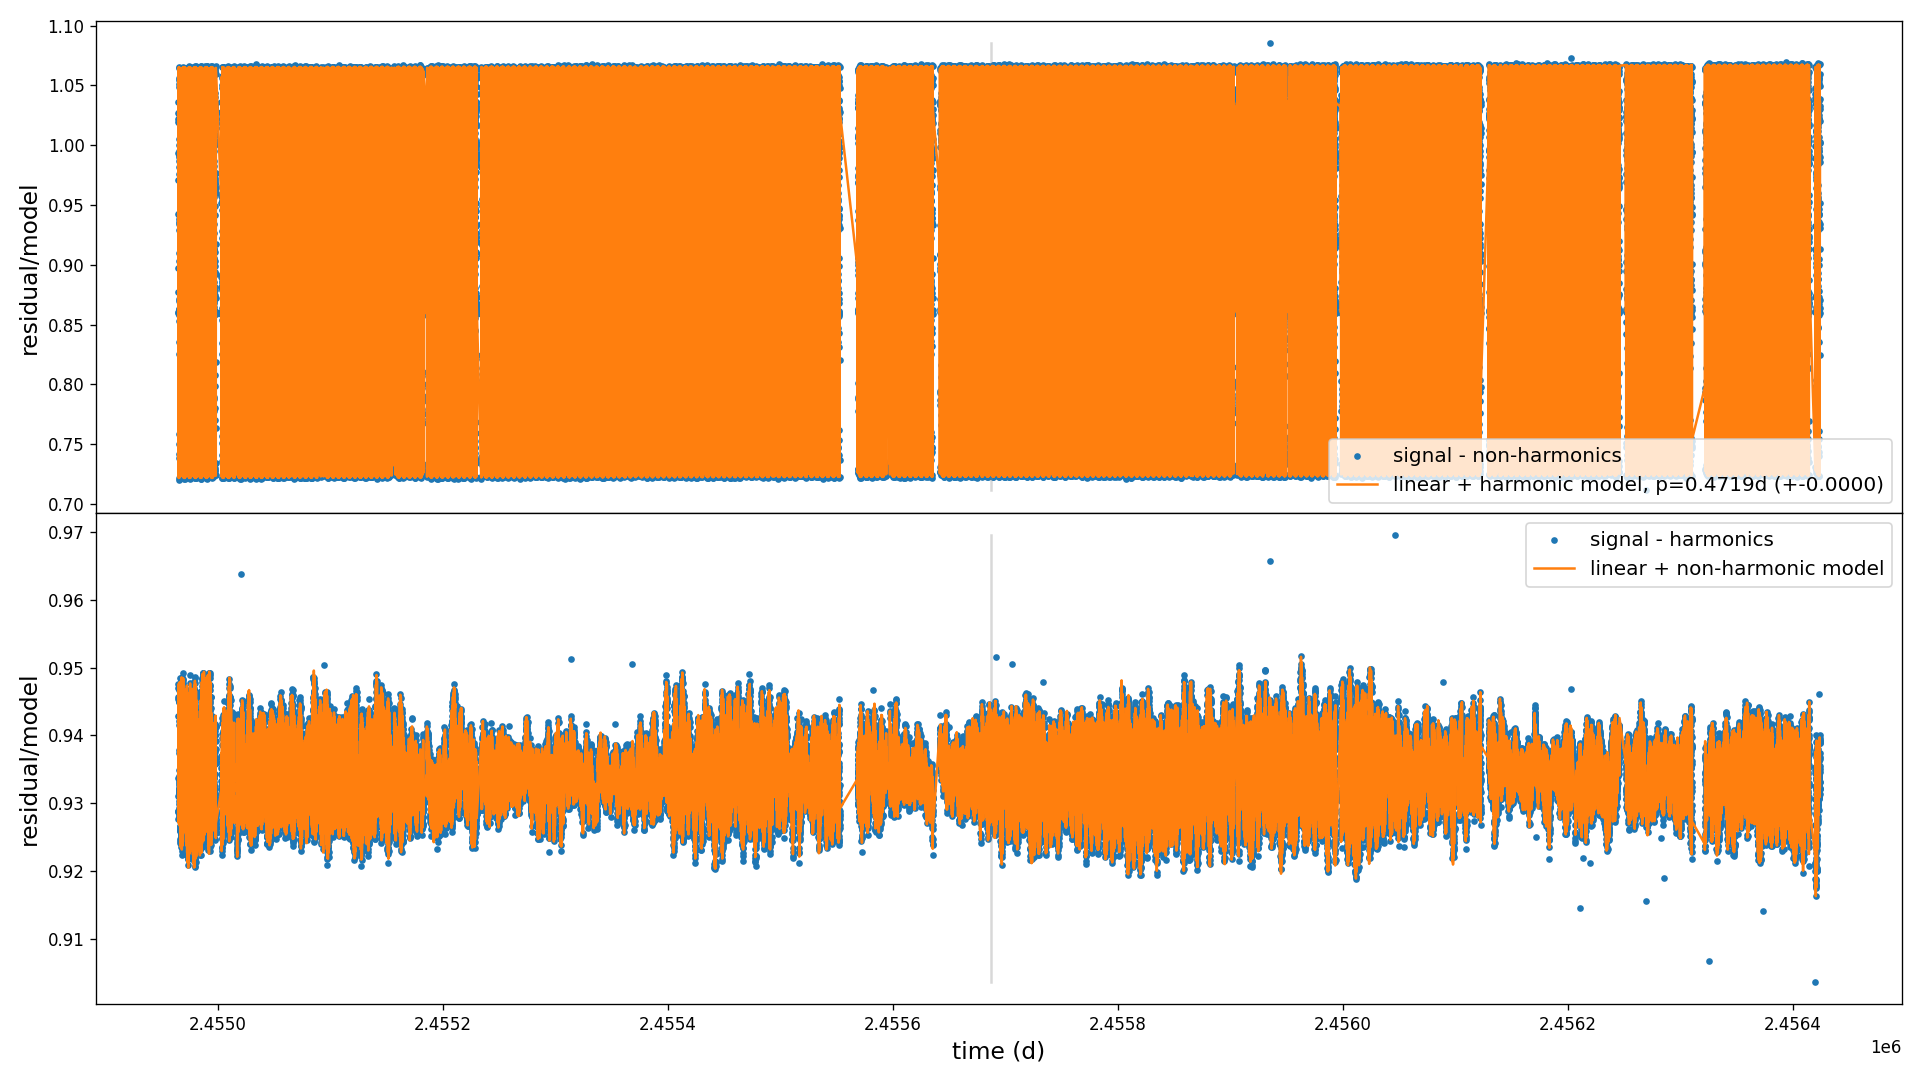 1.10
1.05
1.00
0.95
0.90
0.85
0.80
0.75
0.70
residual/model
signal - non-harmonics
linear + harmonic model, p=0.4719d (+-0.0000)
0.97
0.96
0.95
0.94
0.93
0.92
0.91
residual/model
signal - harmonics
linear + non-harmonic model
2.4550 2.4552 2.4554 2.4556 2.4558 2.4560 2.4562 2.4564
1e6
time (d)